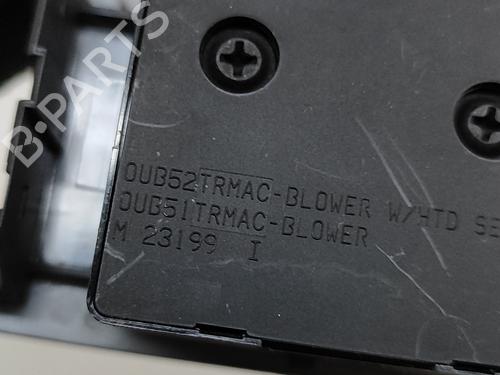 B-PARTS
0UB52TRMAC-BLOWER W/HTD SE
0UB51TRMAC-BLOWER
M 23199 I